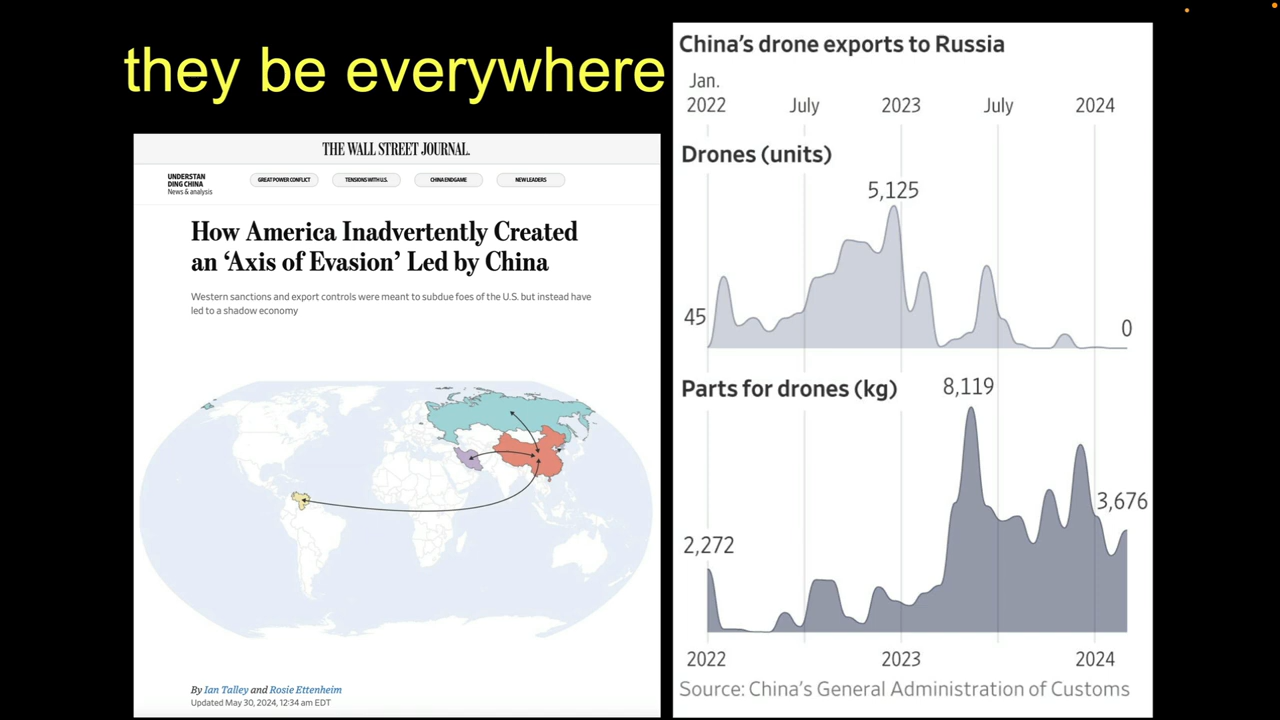 they be everywhere
THE WALL STREET JOURNAL.
UNDERSTAN
DING CHINA
News & analysis
GREAT POWER CONFLICT
TENSIONS WITH U.S.
CHINA ENDGAME
NEW LEADERS
How America Inadvertently Created
an ‘Axis of Evasion’ Led by China
Western sanctions and export controls were meant to subdue foes of the U.S. but instead have
led to a shadow economy
By Ian Talley and Rosie Ettenheim
Updated May 30, 2024, 12:34 am EDT
China’s drone exports to Russia
Jan.
2022 July 2023 July 2024
Drones (units)
5,125
45
0
Parts for drones (kg)
8,119
3,676
2,272
2022 2023 2024
Source: China’s General Administration of Customs